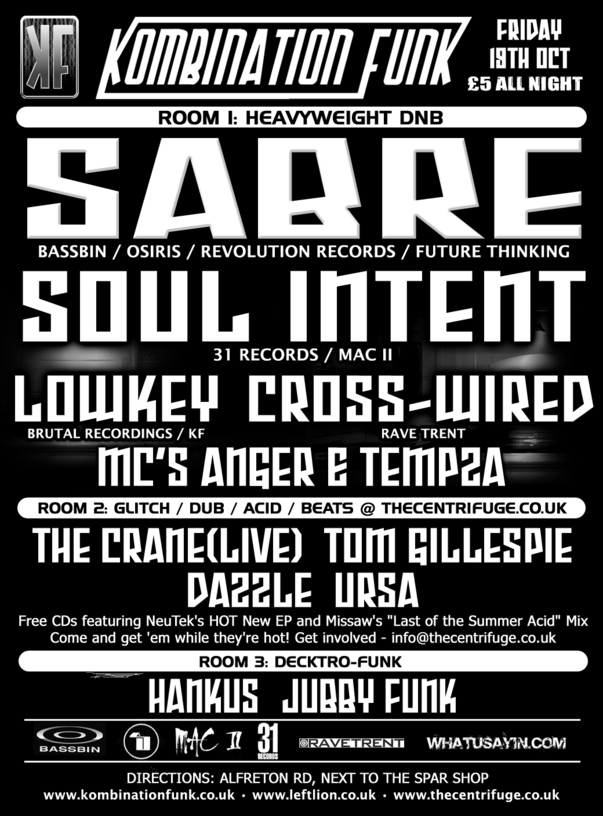 KF
KOMBINATION FUNK
FRIDAY
19TH OCT
£5 ALL NIGHT
ROOM 1: HEAVYWEIGHT DNB
SABRE
BASSBIN / OSIRIS / REVOLUTION RECORDS / FUTURE THINKING
SOUL INTENT
31 RECORDS / MAC II
LOWKEY CROSS-WIRED
BRUTAL RECORDINGS / KF RAVE TRENT
MC'S ANGER & TEMPZA
ROOM 2: GLITCH / DUB / ACID / BEATS @ THECENTRIFUGE.CO.UK
THE CRANE(LIVE) TOM GILLESPIE
DAZZLE URSA
Free CDs featuring NeuTek's HOT New EP and Missaw's "Last of the Summer Acid" Mix
Come and get 'em while they're hot! Get involved - info@thecentrifuge.co.uk
ROOM 3: DECKTRO-FUNK
HANKUS JUBBY FUNK
BASSBIN MAC II 31 RECORDS RAVETRENT WHATUSAYIN.COM
DIRECTIONS: ALFRETON RD, NEXT TO THE SPAR SHOP
www.kombinationfunk.co.uk · www.leftlion.co.uk · www.thecentrifuge.co.uk